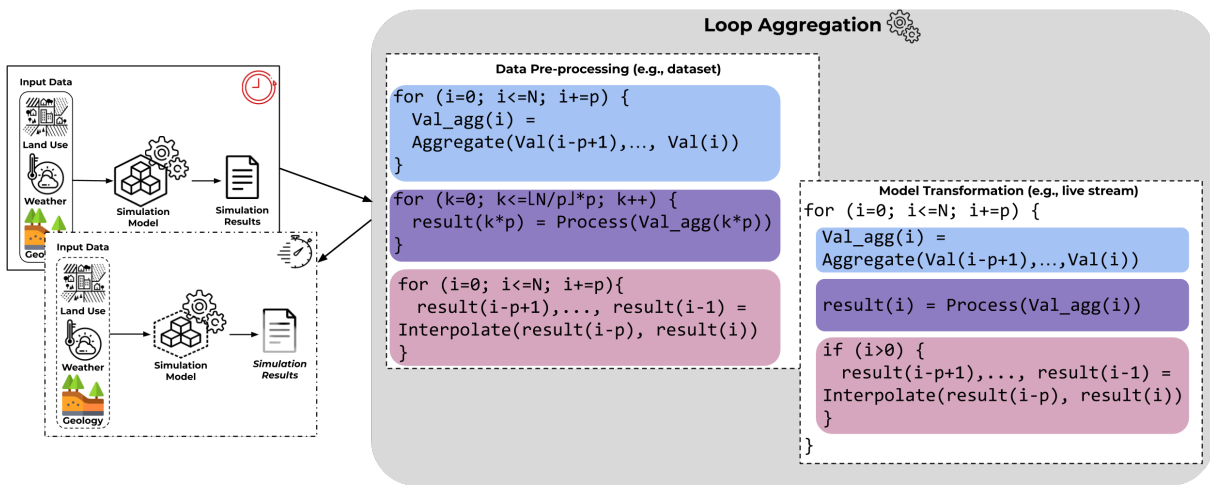 Loop Aggregation
Input Data
Land Use
Weather
Simulation
Model
Simulation
Results
Input Data
Land Use
Weather
Geology
Simulation
Model
Simulation
Results
Data Pre-processing (e.g., dataset)
for (i=0; i<=N; i+=p) {
Val_agg(i) =
Aggregate(Val(i-p+1),..., Val(i))
}
for (k=0; k<=⌊N/p⌋*p; k++) {
result(k*p) = Process(Val_agg(k*p))
}
for (i=0; i<=N; i+=p){
result(i-p+1),..., result(i-1) =
Interpolate(result(i-p), result(i))
}
Model Transformation (e.g., live stream)
for (i=0; i<=N; i+=p) {
Val_agg(i) =
Aggregate(Val(i-p+1),...,Val(i))
result(i) = Process(Val_agg(i))
if (i>0) {
result(i-p+1),..., result(i-1) =
Interpolate(result(i-p), result(i))
}
}